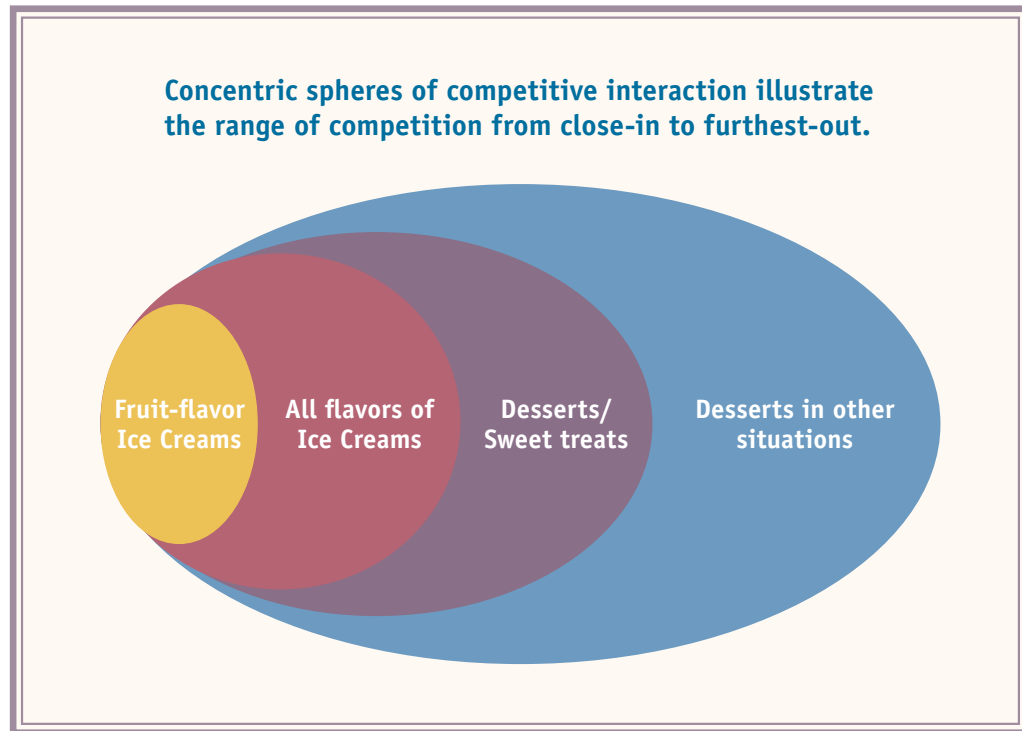 Concentric spheres of competitive interaction illustrate
the range of competition from close-in to furthest-out.
Fruit-flavor
Ice Creams
All flavors of
Ice Creams
Desserts/
Sweet treats
Desserts in other
situations